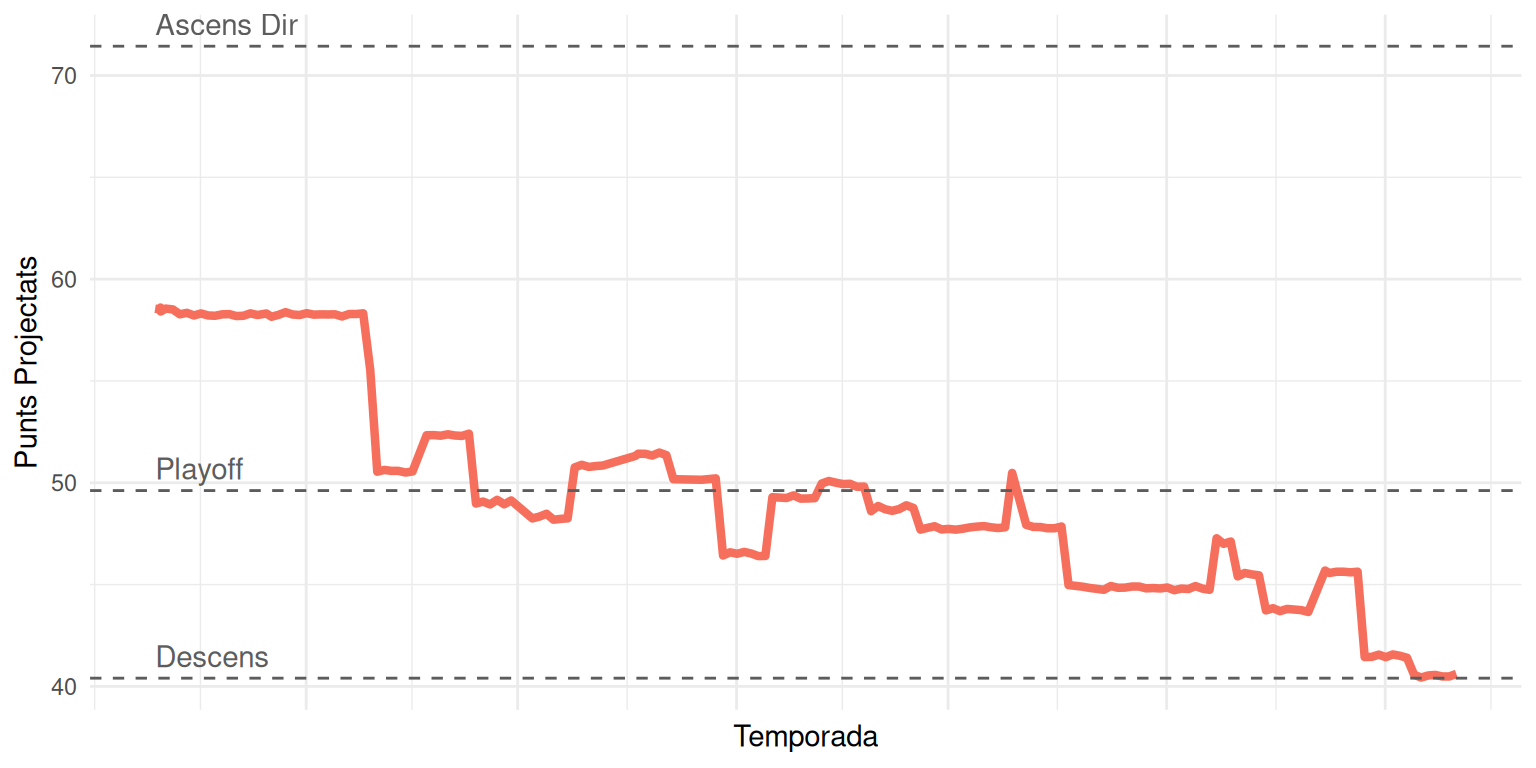 Ascens Dir
70
60
Punts Projectats
Playoff
50
Descens
40
Temporada